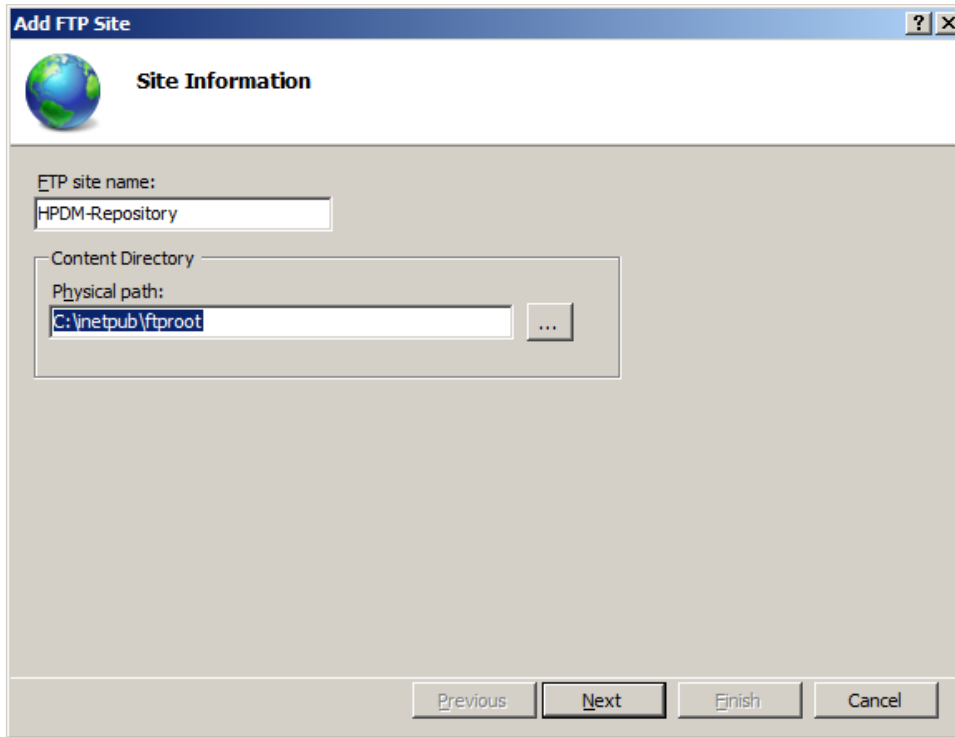 Add FTP Site
Site Information
FTP site name:
HPDM-Repository
Content Directory
Physical path:
C:\inetpub\ftproot
...
Previous Next Finish Cancel